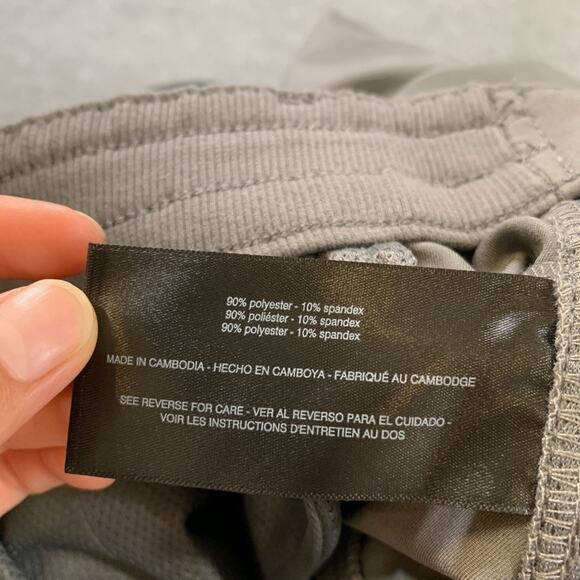 90% polyester - 10% spandex
90% poliéster - 10% spandex
90% polyester - 10% spandex
MADE IN CAMBODIA - HECHO EN CAMBOYA - FABRIQUÉ AU CAMBODGE
SEE REVERSE FOR CARE - VER AL REVERSO PARA EL CUIDADO -
VOIR LES INSTRUCTIONS D'ENTRETIEN AU DOS